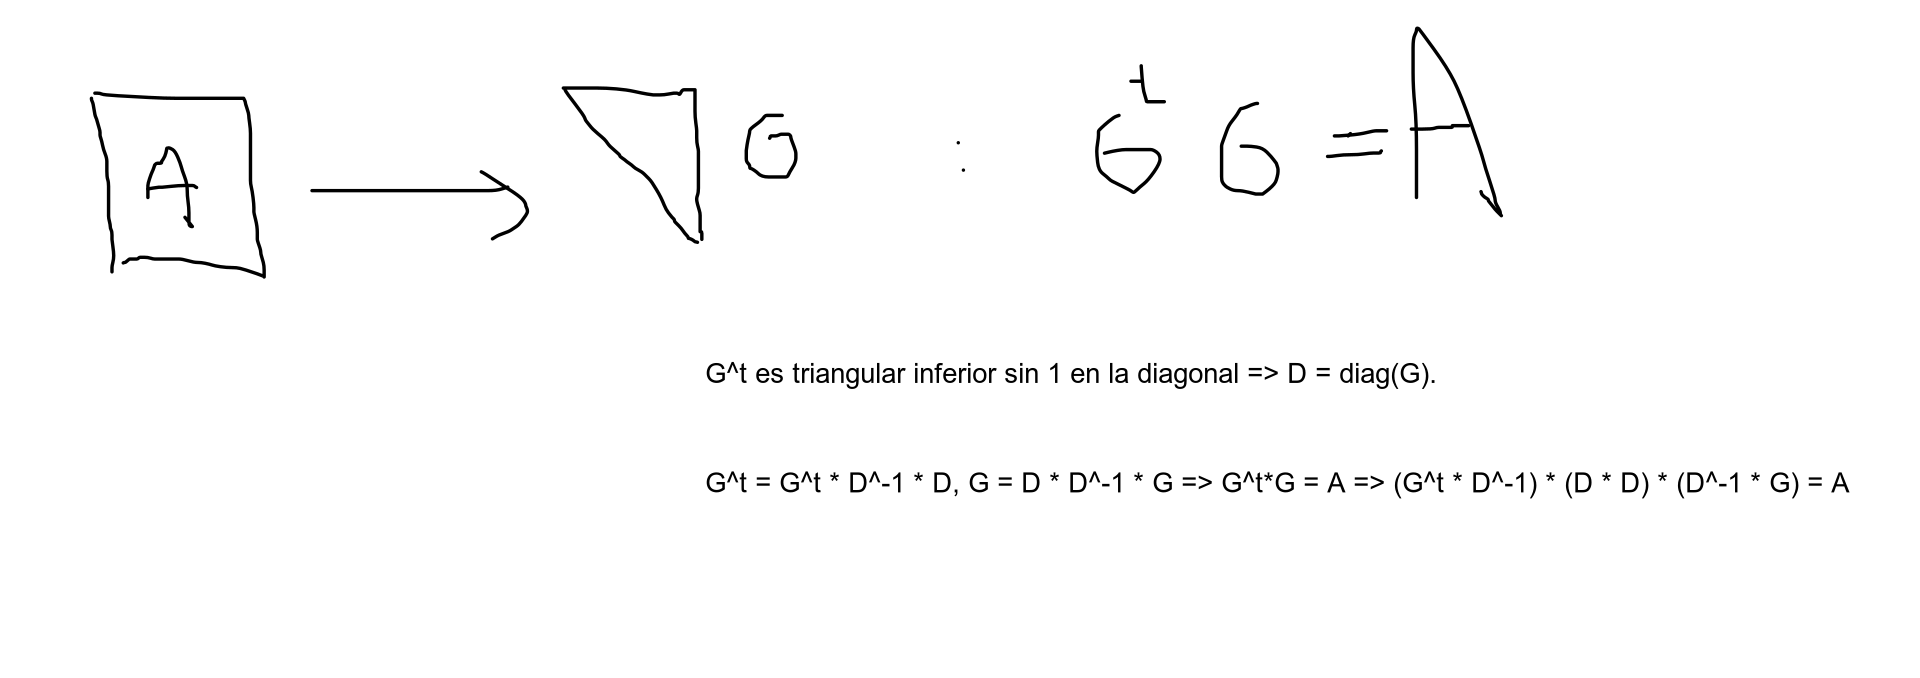 A G : G^t G = A
G^t es triangular inferior sin 1 en la diagonal => D = diag(G).
G^t = G^t * D^-1 * D, G = D * D^-1 * G => G^t*G = A => (G^t * D^-1) * (D * D) * (D^-1 * G) = A